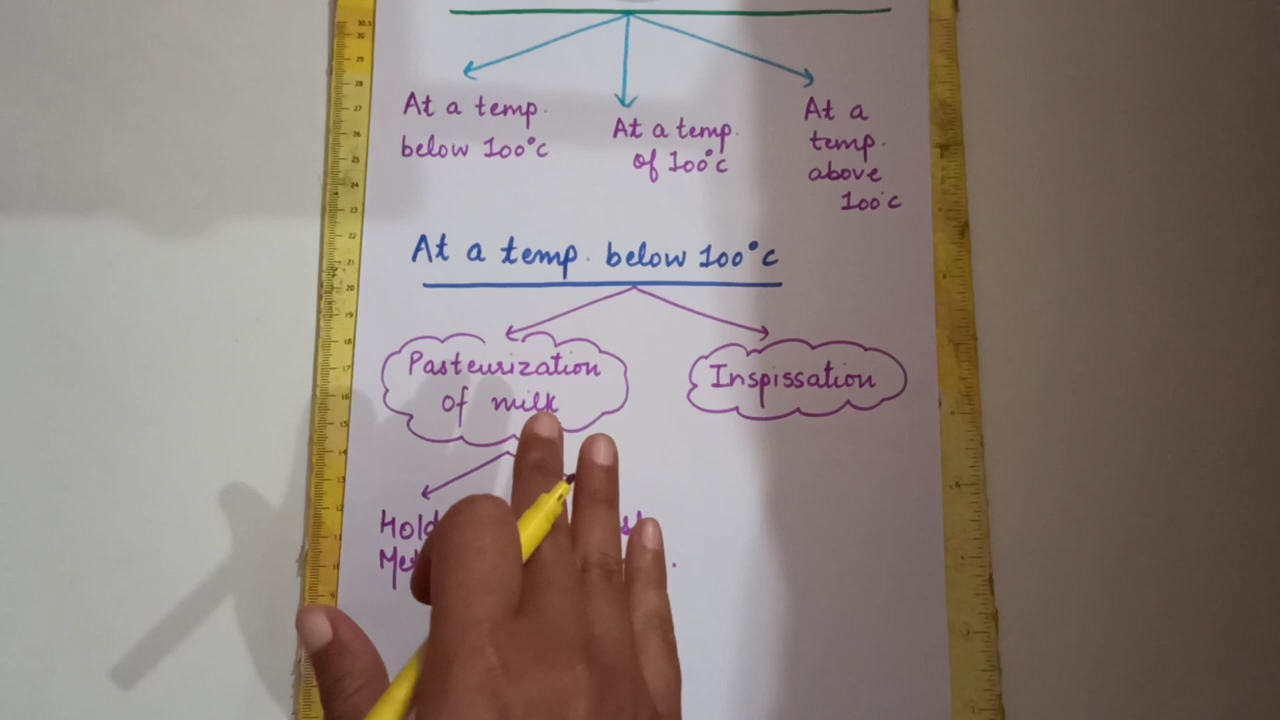 At a temp.
below 100°C
At a temp.
of 100°C
At a
temp.
above
100°C
At a temp. below 100°C
Pasteurization
of milk
Inspissation